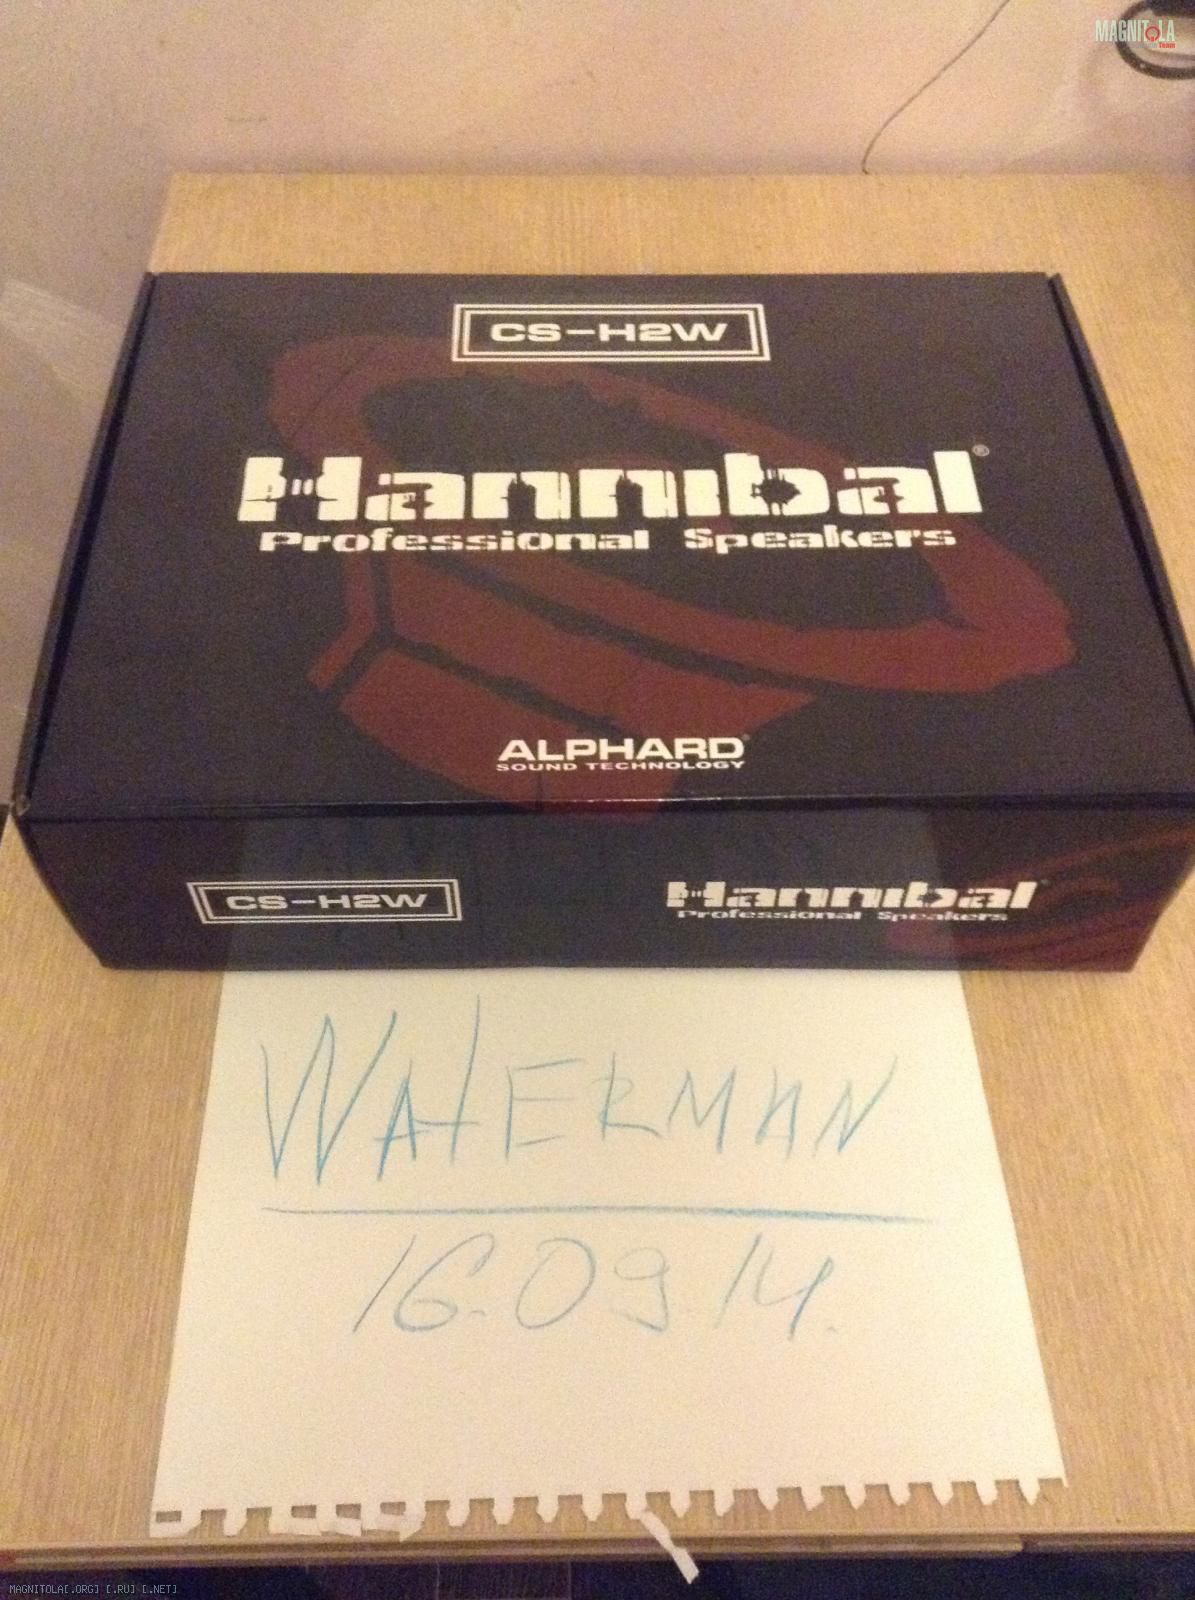 MAGNITOLA
Team
CS-H2W
Hannibal®
Professional Speakers
ALPHARD®
SOUND TECHNOLOGY
CS-H2W
Hannibal
Professional Speakers
WATERMAN
16.09.14.
MAGNITOLA[.ORG] [.RU] [.NET]